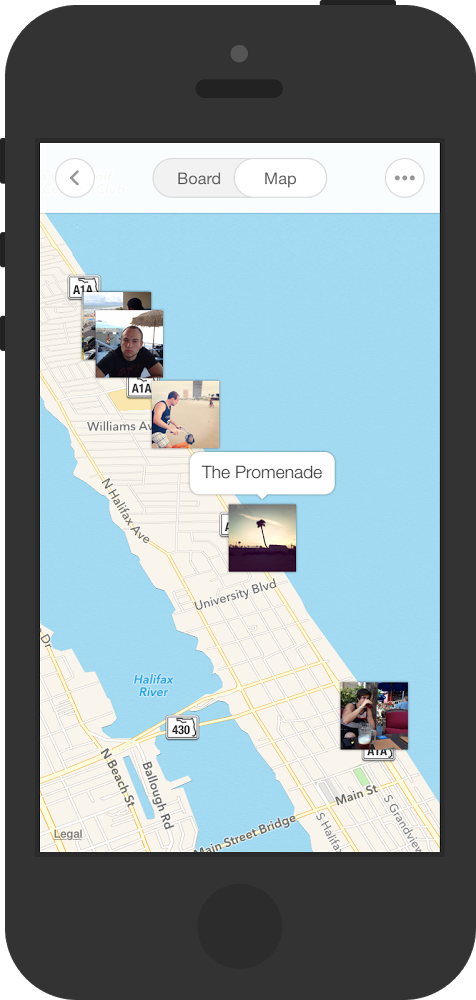 Board
Map
A1A
A1A
Williams Av
The Promenade
N Halifax Ave
A
University Blvd
Dr
Halifax
River
430
A1A
N Beach St
Ballough Rd
Main St
S Grandview
S Halifax
Main Street Bridge
Legal